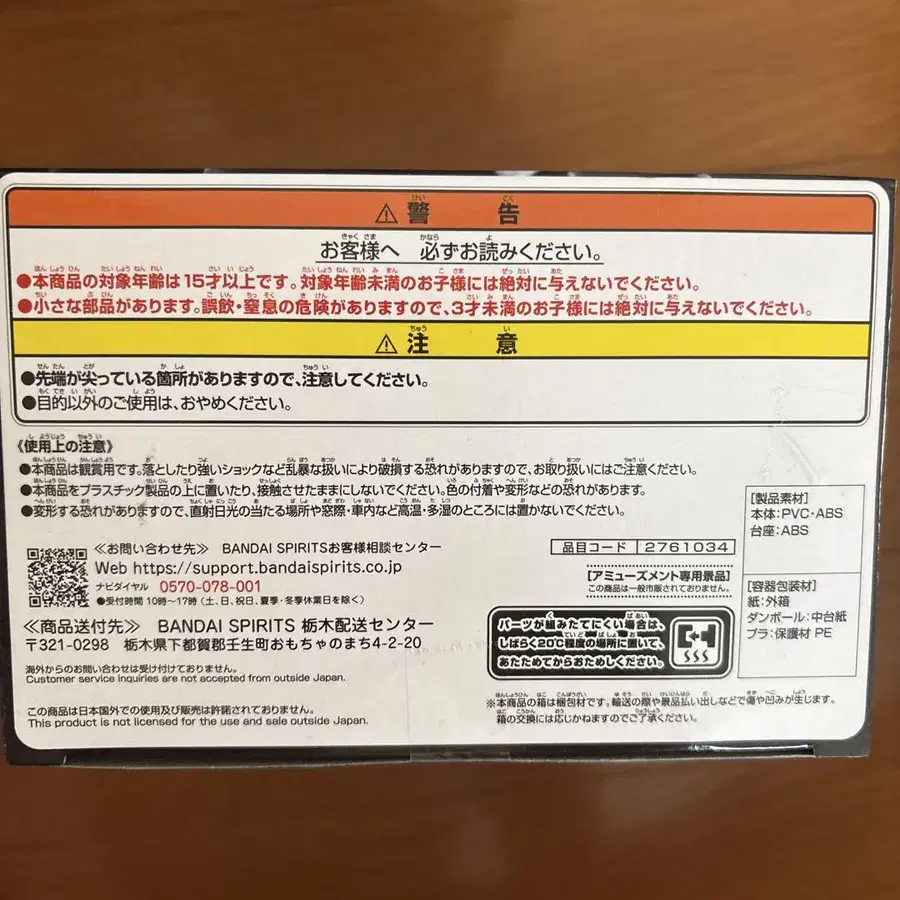 ⚠警告
お客様へ 必ずお読みください。
●本商品の対象年齢は15才以上です。対象年齢未満のお子様には絶対に与えないでください。
●小さな部品があります。誤飲・窒息の危険がありますので、3才未満のお子様には絶対に与えないでください。
⚠注意
●先端が尖っている箇所がありますので、注意してください。
●目的以外のご使用は、おやめください。
《使用上の注意》
●本商品は観賞用です。落としたり強いショックなど乱暴な扱いにより破損する恐れがありますので、お取り扱いにはご注意ください。
●本商品をプラスチック製品の上に置いたり、接触させたままにしないでください。色の付着や変形などの恐れがあります。
●変形する恐れがありますので、直射日光の当たる場所や窓際・車内など高温・多湿のところには置かないでください。
≪お問い合わせ先≫ BANDAI SPIRITSお客様相談センター
Web https://support.bandaispirits.co.jp
ナビダイヤル 0570-078-001
●受付時間 10時〜17時(土、日、祝日、夏季・冬季休業日を除く)
≪商品送付先≫ BANDAI SPIRITS 栃木配送センター
〒321-0298 栃木県下都賀郡壬生町おもちゃのまち4-2-20
海外からのお問い合わせは受け付けておりません。
Customer service inquiries are not accepted from outside Japan.
この商品は日本国外での使用及び販売は許諾されておりません。
This product is not licensed for the use and sale outside Japan.
品目コード 2761034
[アミューズメント専用景品]
この商品は一般市販されておりません。
パーツが組みたてにくい場合は、
しばらく20℃程度の場所に置いて、
あたためてからお試しください。
※本商品の箱は梱包材です。輸送の際や景品払い出しなどで傷や凹みが生じます。
箱の交換には応じかねますのでご了承ください。
[製品素材]
本体:PVC・ABS
台座:ABS
[容器包装材]
紙:外箱
ダンボール:中台紙
プラ:保護材 PE